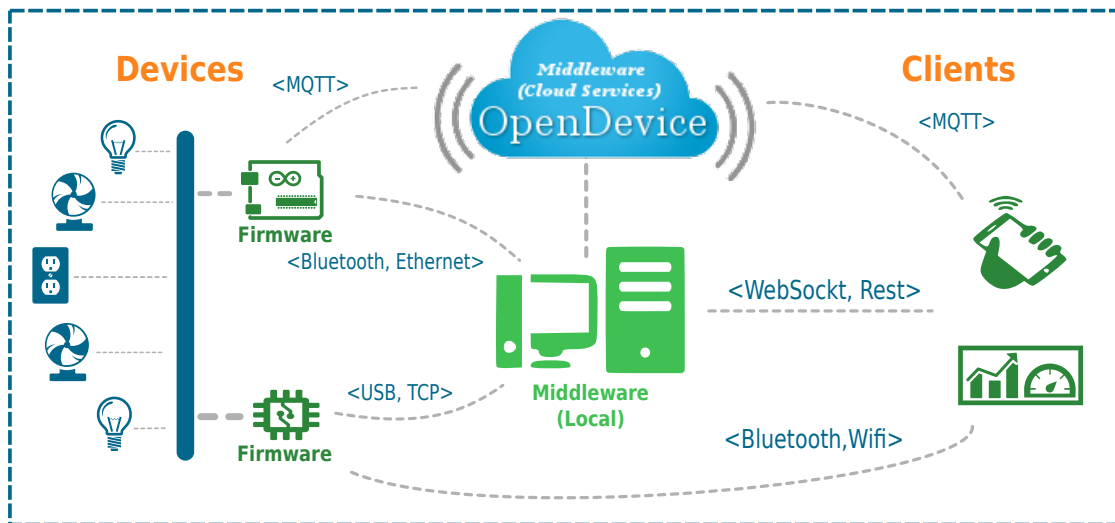 Devices
Clients
<MQTT>
Middleware
(Cloud Services)
OpenDevice
<MQTT>
Firmware
<Bluetooth, Ethernet>
<WebSockt, Rest>
<USB, TCP>
Middleware
(Local)
Firmware
<Bluetooth,Wifi>